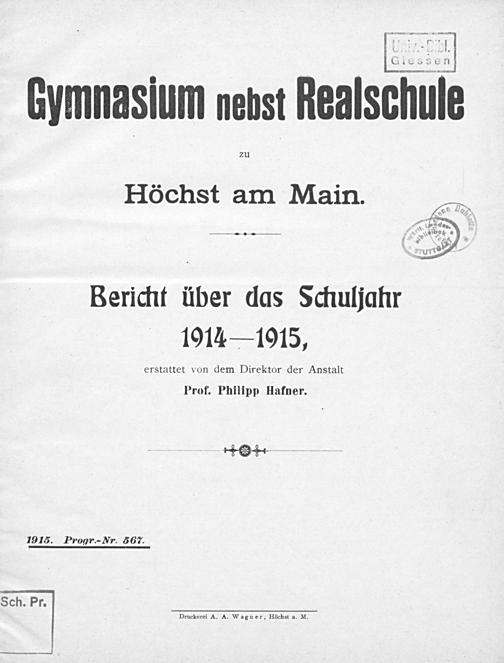 Univ.-Bibl.
Giessen
Gymnasium nebst Realschule
zu
Höchst am Main.
STUTTGART
Bericht über das Schuljahr
1914—1915,
erstattet von dem Direktor der Anstalt
Prof. Philipp Hafner.
1915. Progr.-Nr. 567.
Sch. Pr.
Druckerei A. A. Wagner, Höchst a. M.